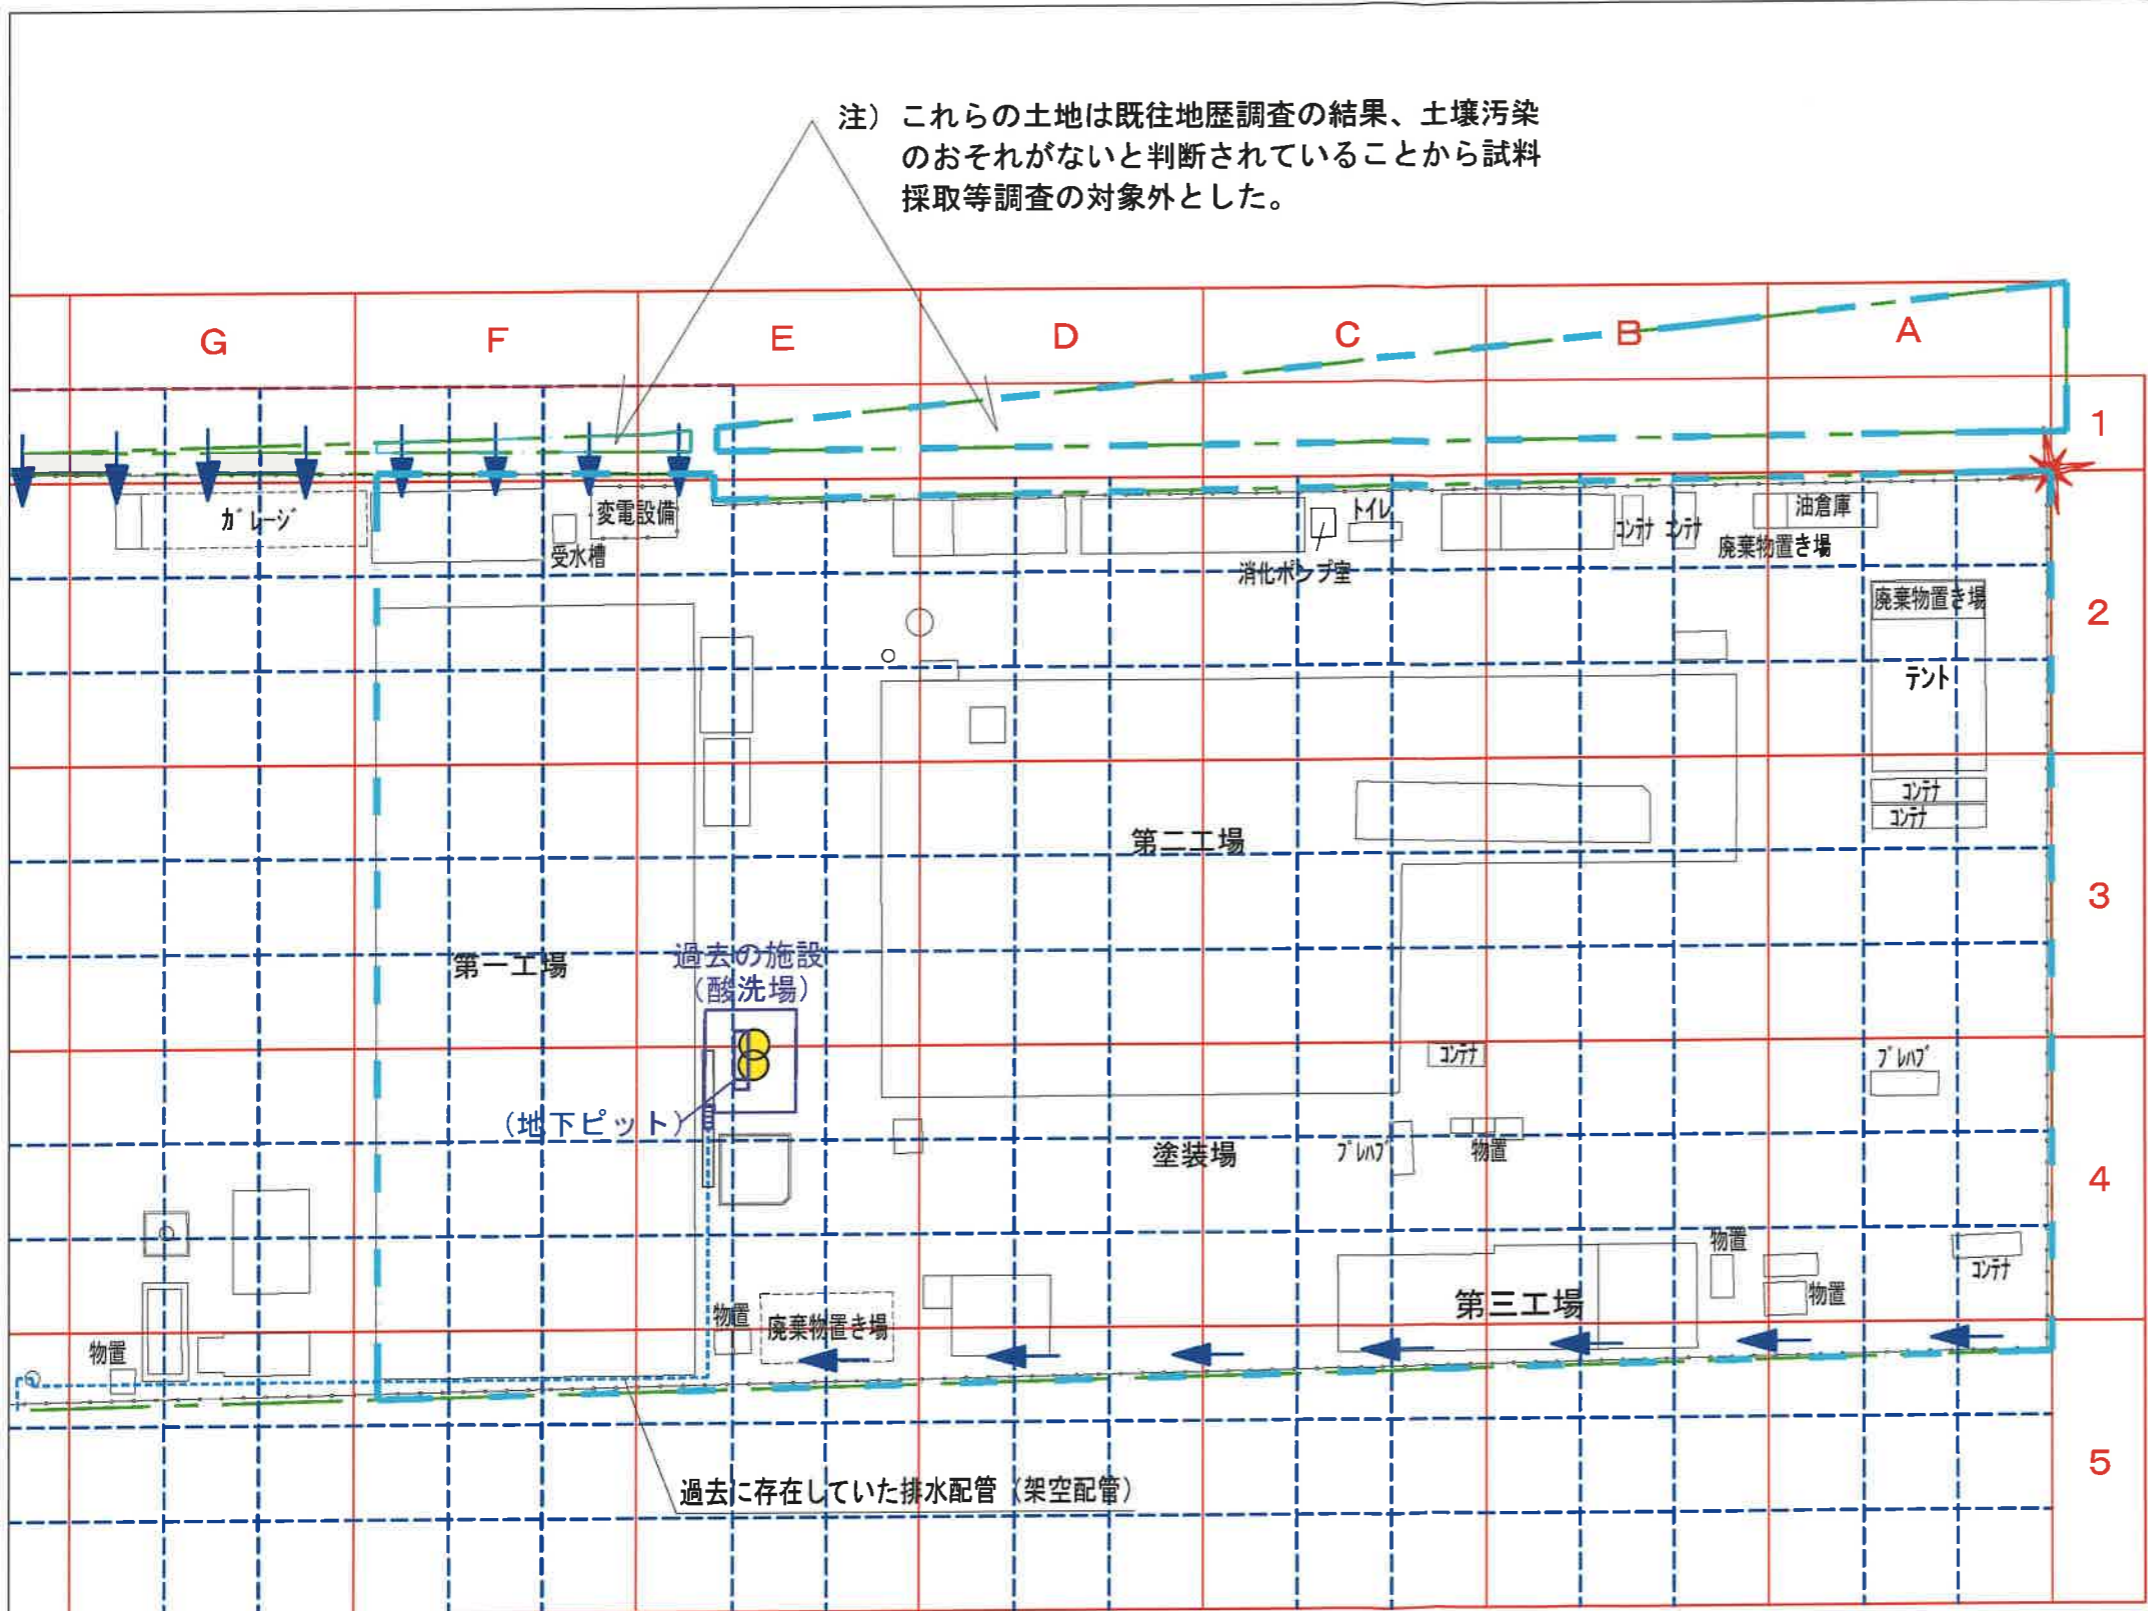 注）これらの土地は既往地歴調査の結果、土壌汚染
のおそれがないと判断されていることから試料
採取等調査の対象外とした。
G
F
E
D
C
B
A
1
ガレージ
変電設備
受水槽
トイレ
消化ポンプ室
コンテナ
コンテナ
油倉庫
廃棄物置き場
廃棄物置き場
2
テント
コンテナ
コンテナ
第二工場
3
第一工場
過去の施設
（酸洗場）
コンテナ
プレハブ
（地下ピット）
塗装場
プレハブ
物置
4
物置
コンテナ
物置
第三工場
物置
廃棄物置き場
物置
5
過去に存在していた排水配管（架空配管）